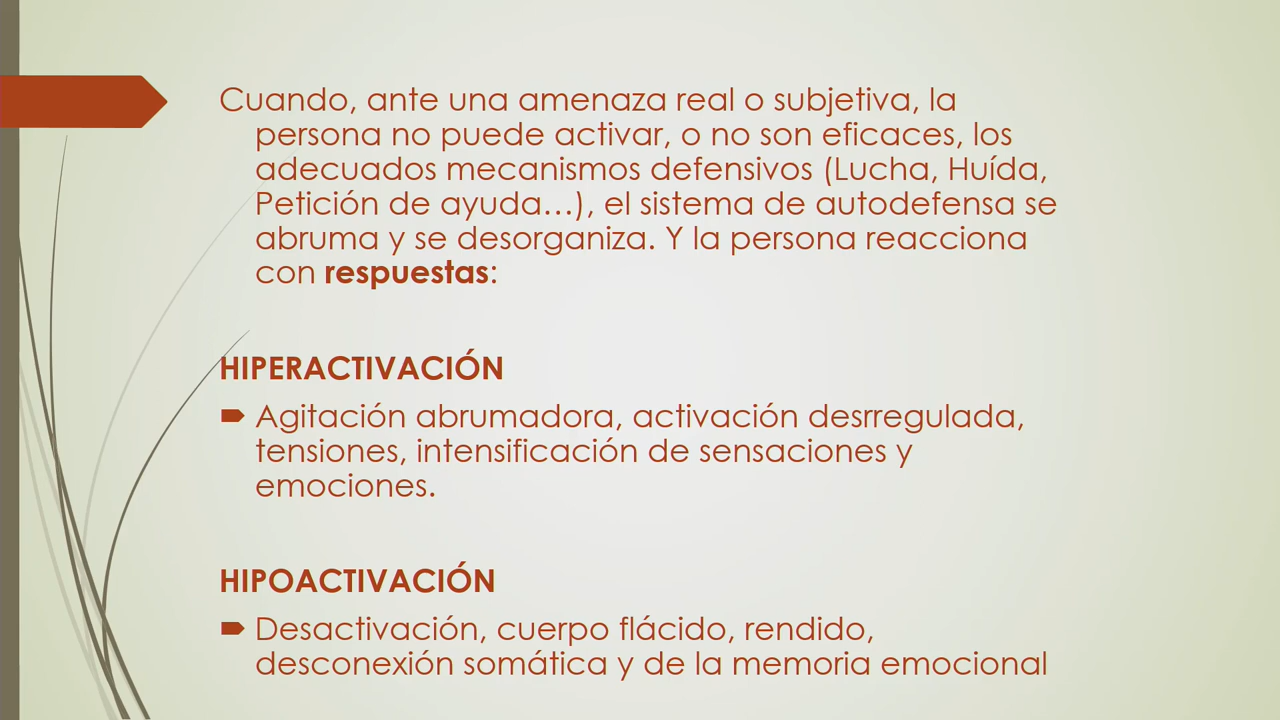 Cuando, ante una amenaza real o subjetiva, la
persona no puede activar, o no son eficaces, los
adecuados mecanismos defensivos (Lucha, Huída,
Petición de ayuda…), el sistema de autodefensa se
abruma y se desorganiza. Y la persona reacciona
con respuestas:
HIPERACTIVACIÓN
Agitación abrumadora, activación desrregulada,
tensiones, intensificación de sensaciones y
emociones.
HIPOACTIVACIÓN
Desactivación, cuerpo flácido, rendido,
desconexión somática y de la memoria emocional